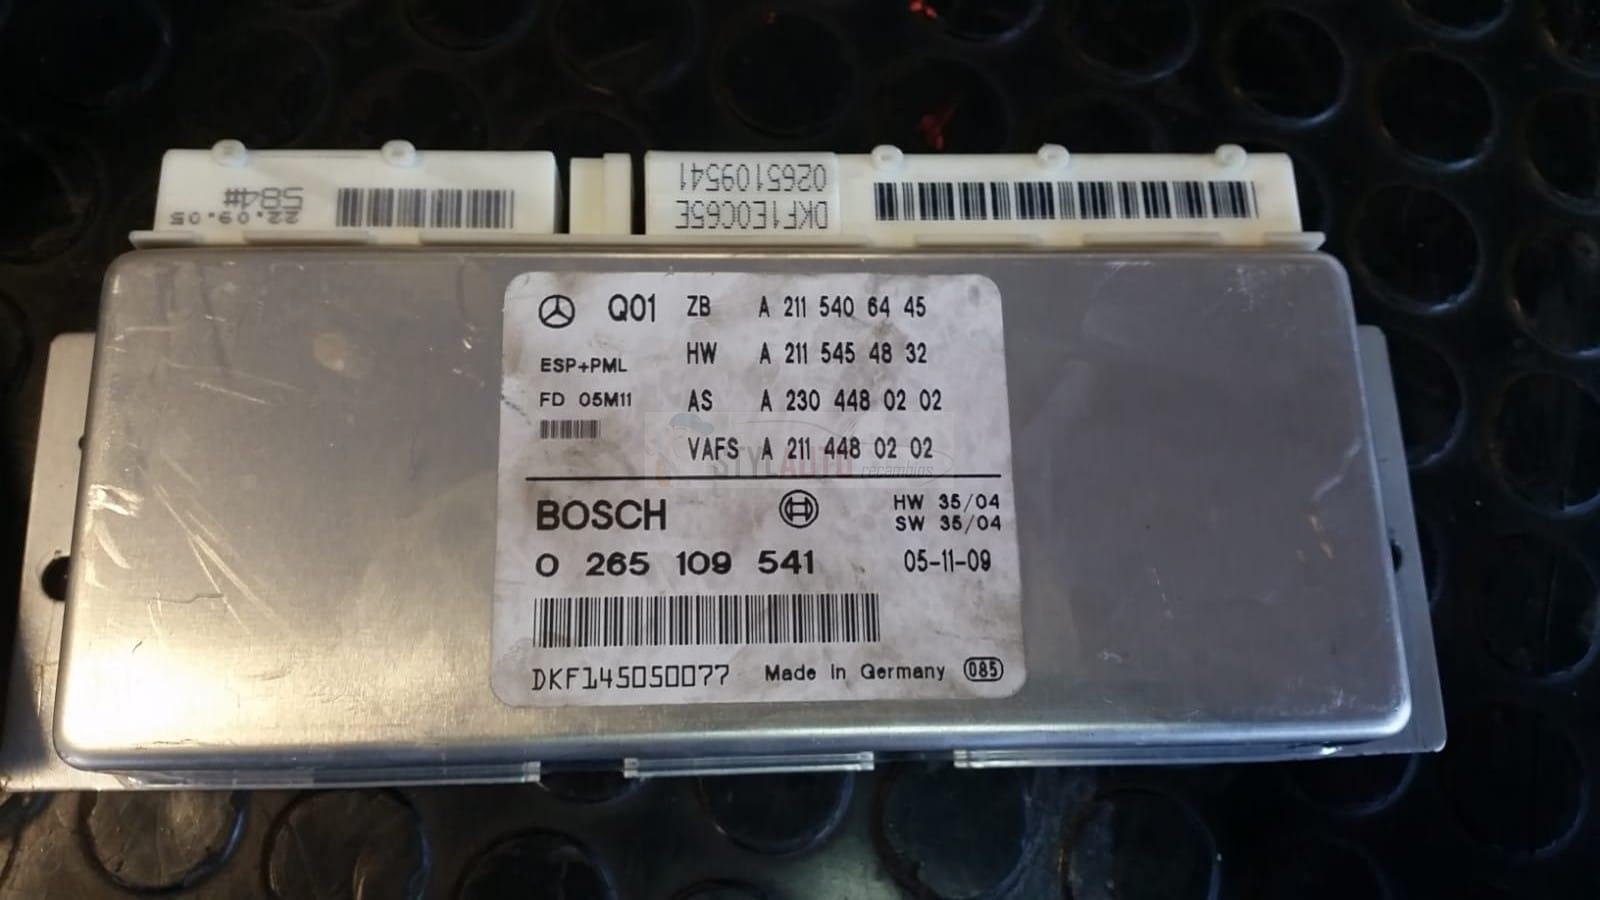 584#
22.09.05
0265109541
DKF1E0C65E
Q01 ZB A 211 540 64 45
ESP+PML HW A 211 545 48 32
FD 05M11 AS A 230 448 02 02
VAFS A 211 448 02 02
STYLAUTO
recambios
BOSCH HW 35/04
SW 35/04
0 265 109 541 05-11-09
DKF145050077 Made in Germany 085